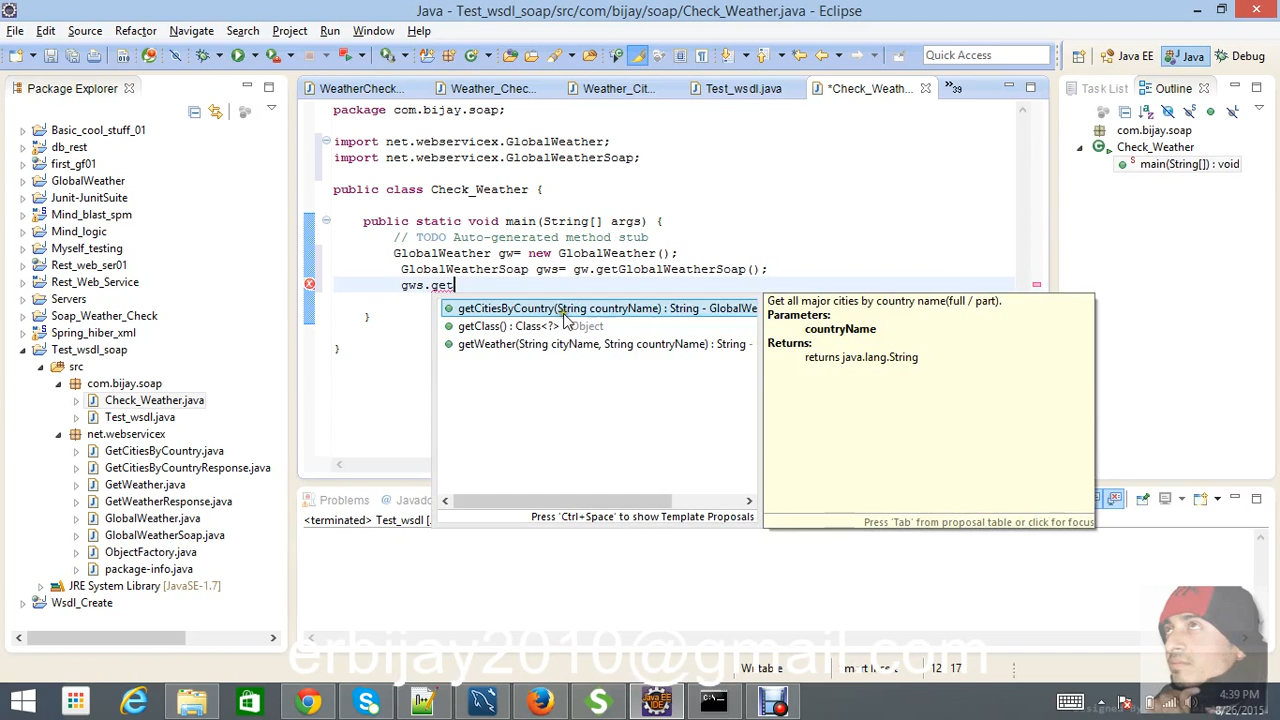 Java - Test_wsdl_soap/src/com/bijay/soap/Check_Weather.java - Eclipse
File Edit Source Refactor Navigate Search Project Run Window Help
Quick Access
Java EE
Java
Debug
Package Explorer
Basic_cool_stuff_01
db_rest
first_gf01
GlobalWeather
Junit-JunitSuite
Mind_blast_spm
Mind_logic
Myself_testing
Rest_web_ser01
Rest_Web_Service
Servers
Soap_Weather_Country
Spring_hiber_xml
Test_wsdl_soap
src
com.bijay.soap
Check_Weather.java
Test_wsdl.java
net.webservicex
GetCitiesByCountry.java
GetCitiesByCountryResponse.java
GetWeather.java
GetWeatherResponse.java
GlobalWeather.java
GlobalWeatherSoap.java
ObjectFactory.java
package-info.java
JRE System Library [JavaSE-1.7]
Wsdl_Create
WeatherCheck... Weather_Chec... Weather_Cit... Test_wsdl.java *Check_Weath... »39
package com.bijay.soap;
import net.webservicex.GlobalWeather;
import net.webservicex.GlobalWeatherSoap;
public class Check_Weather {
public static void main(String[] args) {
// TODO Auto-generated method stub
GlobalWeather gw= new GlobalWeather();
GlobalWeatherSoap gws= gw.getGlobalWeatherSoap();
gws.get
}
}
getCitiesByCountry(String countryName) : String - GlobalWe
getClass() : Class<?> - Object
getWeather(String cityName, String countryName) : String -
Press 'Ctrl+Space' to show Template Proposals
Get all major cities by country name(full / part).
Parameters:
countryName
Returns:
returns java.lang.String
Press 'Tab' from proposal table or click for focus
Task List
Outline
com.bijay.soap
Check_Weather
main(String[]) : void
Problems
Javadoc
<terminated> Test_wsdl [
erbijay2010@gmail.com
Writable
Smart Insert
12 : 17
4:39 PM
8/26/2015